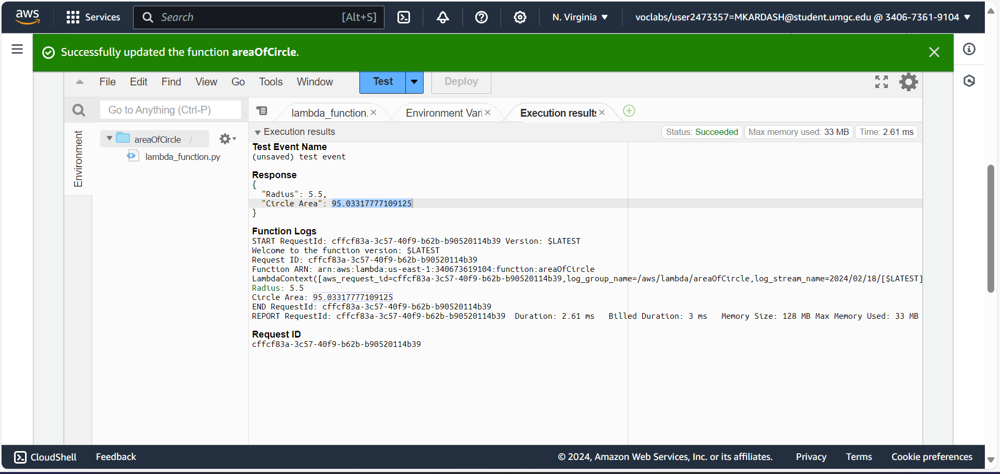 aws
Services
Search [Alt+S]
N. Virginia
voclabs/user2473357=MKARDASH@student.umgc.edu @ 3406-7361-9104
Successfully updated the function areaOfCircle.
File Edit Find View Go Tools Window Test Deploy
Go to Anything (Ctrl-P)
lambda_function. Environment Vari Execution results
Environment
areaOfCircle - /
lambda_function.py
Execution results Status: Succeeded Max memory used: 33 MB Time: 2.61 ms
Test Event Name
(unsaved) test event
Response
{
"Radius": 5.5,
"Circle Area": 95.03317777109125
}
Function Logs
START RequestId: cffcf83a-3c57-40f9-b62b-b90520114b39 Version: $LATEST
Welcome to the function version: $LATEST
Request ID: cffcf83a-3c57-40f9-b62b-b90520114b39
Function ARN: arn:aws:lambda:us-east-1:340673619104:function:areaOfCircle
LambdaContext([aws_request_id=cffcf83a-3c57-40f9-b62b-b90520114b39,log_group_name=/aws/lambda/areaOfCircle,log_stream_name=2024/02/18/[$LATEST]
Radius: 5.5
Circle Area: 95.03317777109125
END RequestId: cffcf83a-3c57-40f9-b62b-b90520114b39
REPORT RequestId: cffcf83a-3c57-40f9-b62b-b90520114b39 Duration: 2.61 ms Billed Duration: 3 ms Memory Size: 128 MB Max Memory Used: 33 MB
Request ID
cffcf83a-3c57-40f9-b62b-b90520114b39
CloudShell Feedback © 2024, Amazon Web Services, Inc. or its affiliates. Privacy Terms Cookie preferences